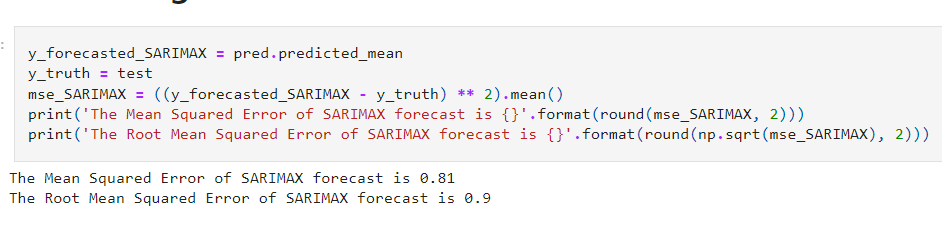 :
y_forecasted_SARIMAX = pred.predicted_mean
y_truth = test
mse_SARIMAX = ((y_forecasted_SARIMAX - y_truth) ** 2).mean()
print('The Mean Squared Error of SARIMAX forecast is {}'.format(round(mse_SARIMAX, 2)))
print('The Root Mean Squared Error of SARIMAX forecast is {}'.format(round(np.sqrt(mse_SARIMAX), 2)))
The Mean Squared Error of SARIMAX forecast is 0.81
The Root Mean Squared Error of SARIMAX forecast is 0.9